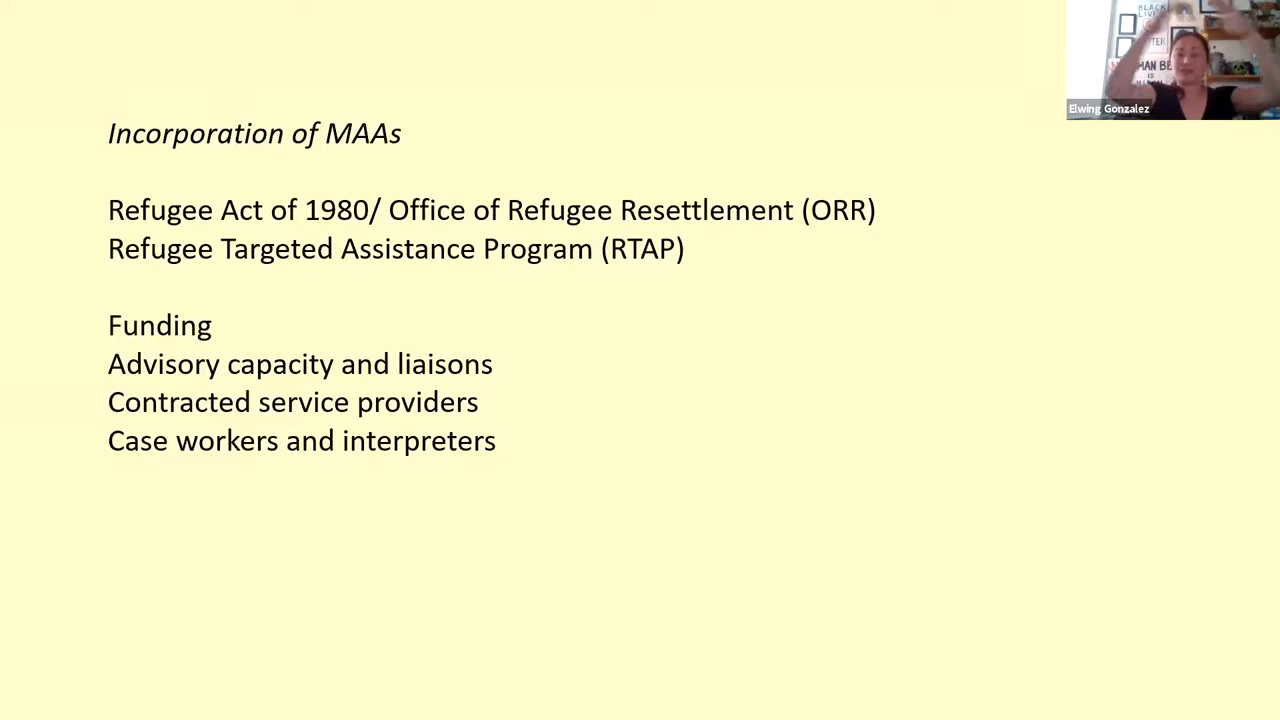 Incorporation of MAAs
Refugee Act of 1980/ Office of Refugee Resettlement (ORR)
Refugee Targeted Assistance Program (RTAP)
Funding
Advisory capacity and liaisons
Contracted service providers
Case workers and interpreters
BLACK
Elwing Gonzalez